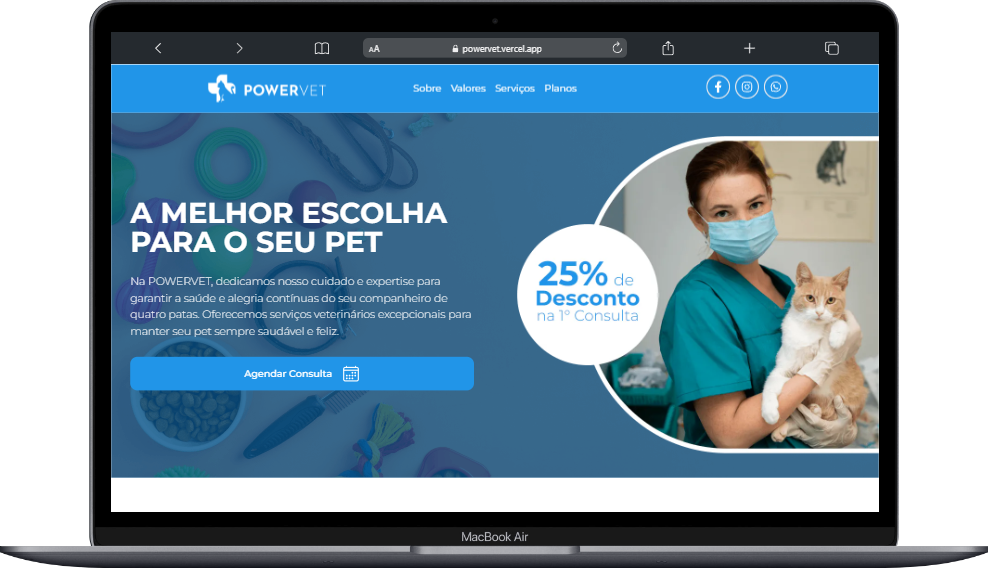 AA
powervet.vercel.app
POWERVET
Sobre Valores Serviços Planos
A MELHOR ESCOLHA
PARA O SEU PET
Na POWERVET, dedicamos nosso cuidado e expertise para
garantir a saúde e alegria contínuas do seu companheiro de
quatro patas. Oferecemos serviços veterinários excepcionais para
manter seu pet sempre saudável e feliz.
Agendar Consulta
25% de
Desconto
na 1º Consulta
MacBook Air